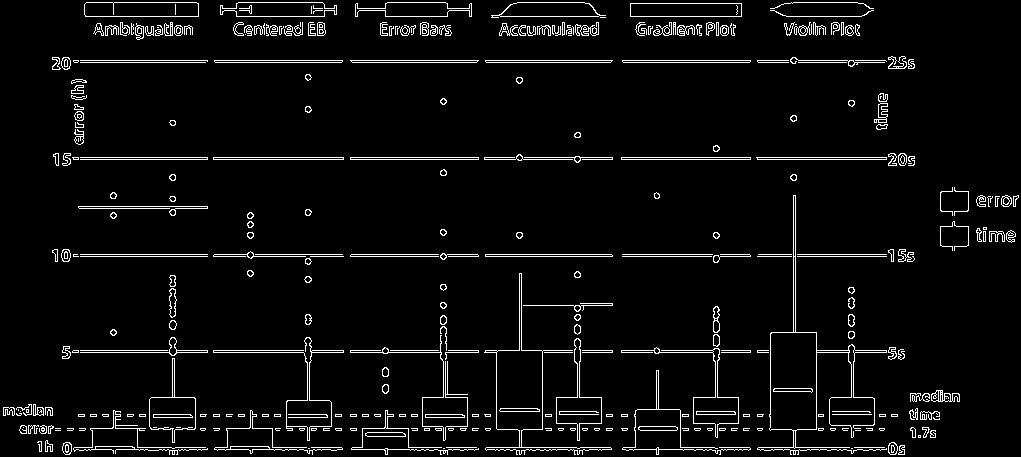 Ambiguation Centered EB Error Bars Accumulated Gradient Plot Violin Plot
20 25s
error (h) time
15 20s
10 15s
5 5s
error
time
median error 1h
median time 1.7s
0 0s